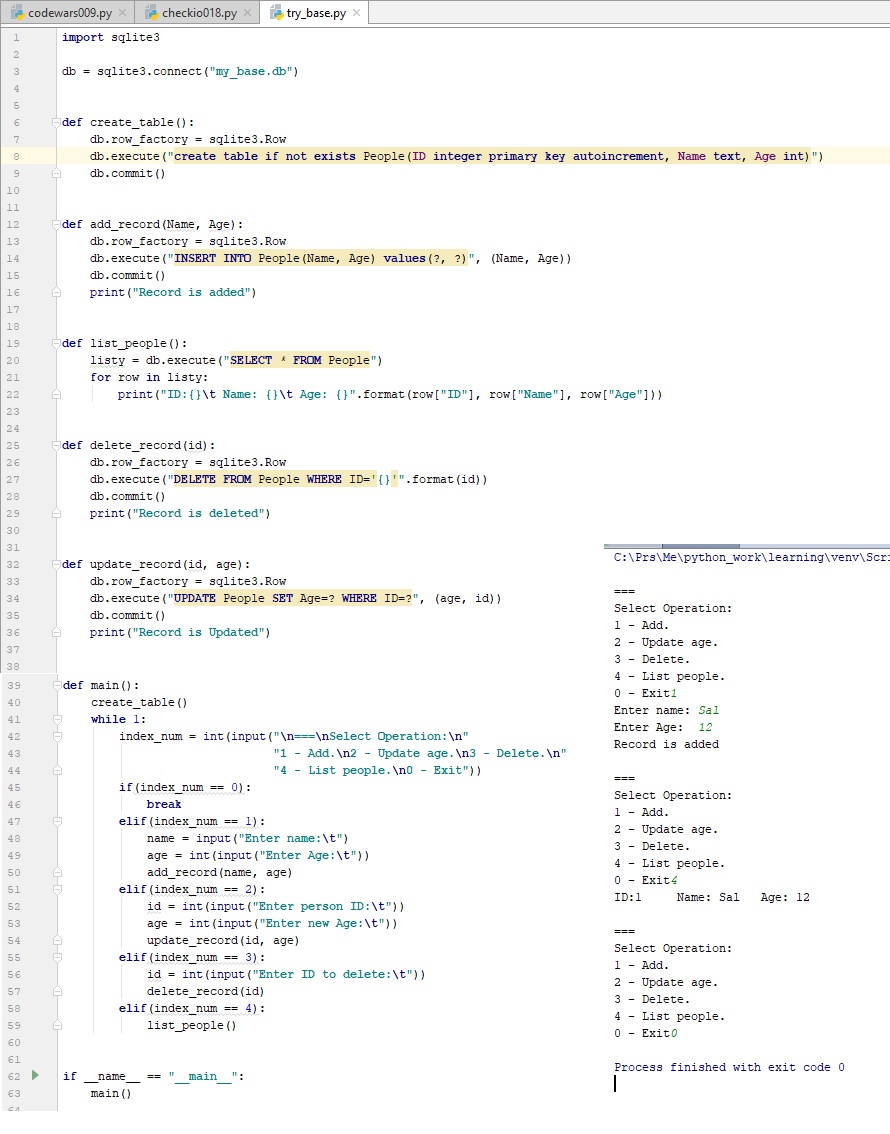 codewars009.py checkio018.py try_base.py
1 import sqlite3
2
3 db = sqlite3.connect("my_base.db")
4
5
6 def create_table():
7 db.row_factory = sqlite3.Row
8 db.execute("create table if not exists People(ID integer primary key autoincrement, Name text, Age int)")
9 db.commit()
10
11
12 def add_record(Name, Age):
13 db.row_factory = sqlite3.Row
14 db.execute("INSERT INTO People(Name, Age) values(?, ?)", (Name, Age))
15 db.commit()
16 print("Record is added")
17
18
19 def list_people():
20 listy = db.execute("SELECT * FROM People")
21 for row in listy:
22 print("ID:{}\t Name: {}\t Age: {}".format(row["ID"], row["Name"], row["Age"]))
23
24
25 def delete_record(id):
26 db.row_factory = sqlite3.Row
27 db.execute("DELETE FROM People WHERE ID='{}'".format(id))
28 db.commit()
29 print("Record is deleted")
30
31
32 def update_record(id, age):
33 db.row_factory = sqlite3.Row
34 db.execute("UPDATE People SET Age=? WHERE ID=?", (age, id))
35 db.commit()
36 print("Record is Updated")
37
38
39 def main():
40 create_table()
41 while 1:
42 index_num = int(input("\n===\nSelect Operation:\n"
43 "1 - Add.\n2 - Update age.\n3 - Delete.\n"
44 "4 - List people.\n0 - Exit"))
45 if(index_num == 0):
46 break
47 elif(index_num == 1):
48 name = input("Enter name:\t")
49 age = int(input("Enter Age:\t"))
50 add_record(name, age)
51 elif(index_num == 2):
52 id = int(input("Enter person ID:\t"))
53 age = int(input("Enter new Age:\t"))
54 update_record(id, age)
55 elif(index_num == 3):
56 id = int(input("Enter ID to delete:\t"))
57 delete_record(id)
58 elif(index_num == 4):
59 list_people()
60
61
62 if __name__ == "__main__":
63 main()
64
C:\Prs\Me\python_work\learning\venv\Scri
===
Select Operation:
1 - Add.
2 - Update age.
3 - Delete.
4 - List people.
0 - Exit1
Enter name: Sal
Enter Age: 12
Record is added
===
Select Operation:
1 - Add.
2 - Update age.
3 - Delete.
4 - List people.
0 - Exit4
ID:1 Name: Sal Age: 12
===
Select Operation:
1 - Add.
2 - Update age.
3 - Delete.
4 - List people.
0 - Exit0
Process finished with exit code 0